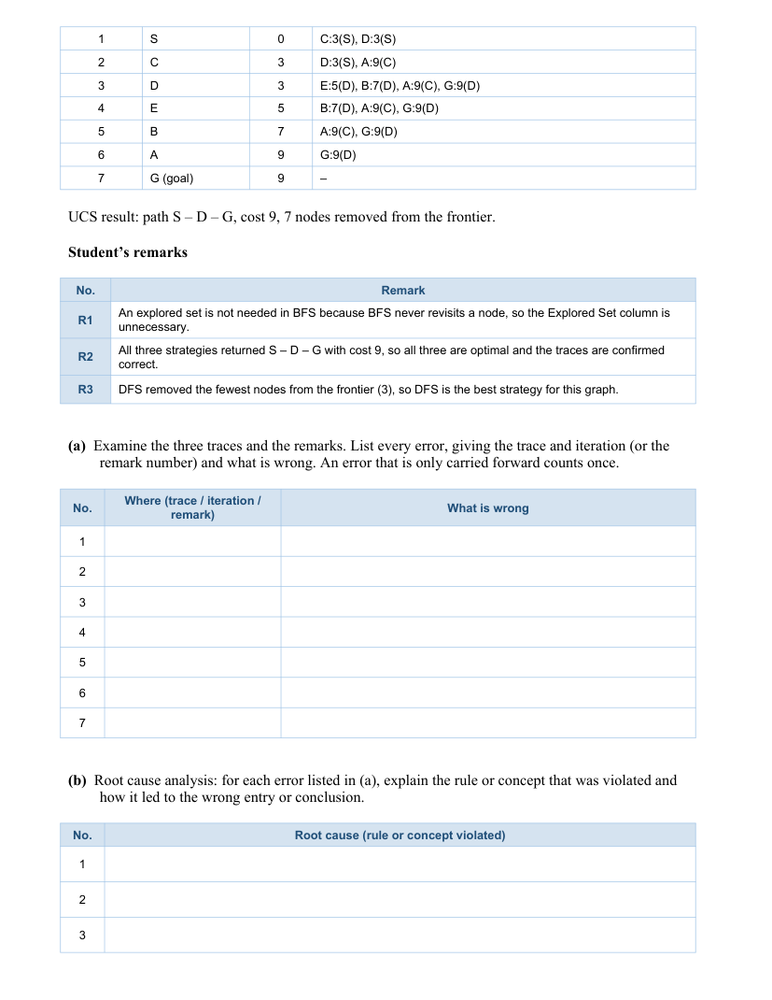 1 S 0 C:3(S), D:3(S)
2 C 3 D:3(S), A:9(C)
3 D 3 E:5(D), B:7(D), A:9(C), G:9(D)
4 E 5 B:7(D), A:9(C), G:9(D)
5 B 7 A:9(C), G:9(D)
6 A 9 G:9(D)
7 G (goal) 9 –
UCS result: path S – D – G, cost 9, 7 nodes removed from the frontier.
Student’s remarks
No. Remark
R1 An explored set is not needed in BFS because BFS never revisits a node, so the Explored Set column is
unnecessary.
R2 All three strategies returned S – D – G with cost 9, so all three are optimal and the traces are confirmed
correct.
R3 DFS removed the fewest nodes from the frontier (3), so DFS is the best strategy for this graph.
(a) Examine the three traces and the remarks. List every error, giving the trace and iteration (or the
remark number) and what is wrong. An error that is only carried forward counts once.
No. Where (trace / iteration / remark) What is wrong
1
2
3
4
5
6
7
(b) Root cause analysis: for each error listed in (a), explain the rule or concept that was violated and
how it led to the wrong entry or conclusion.
No. Root cause (rule or concept violated)
1
2
3